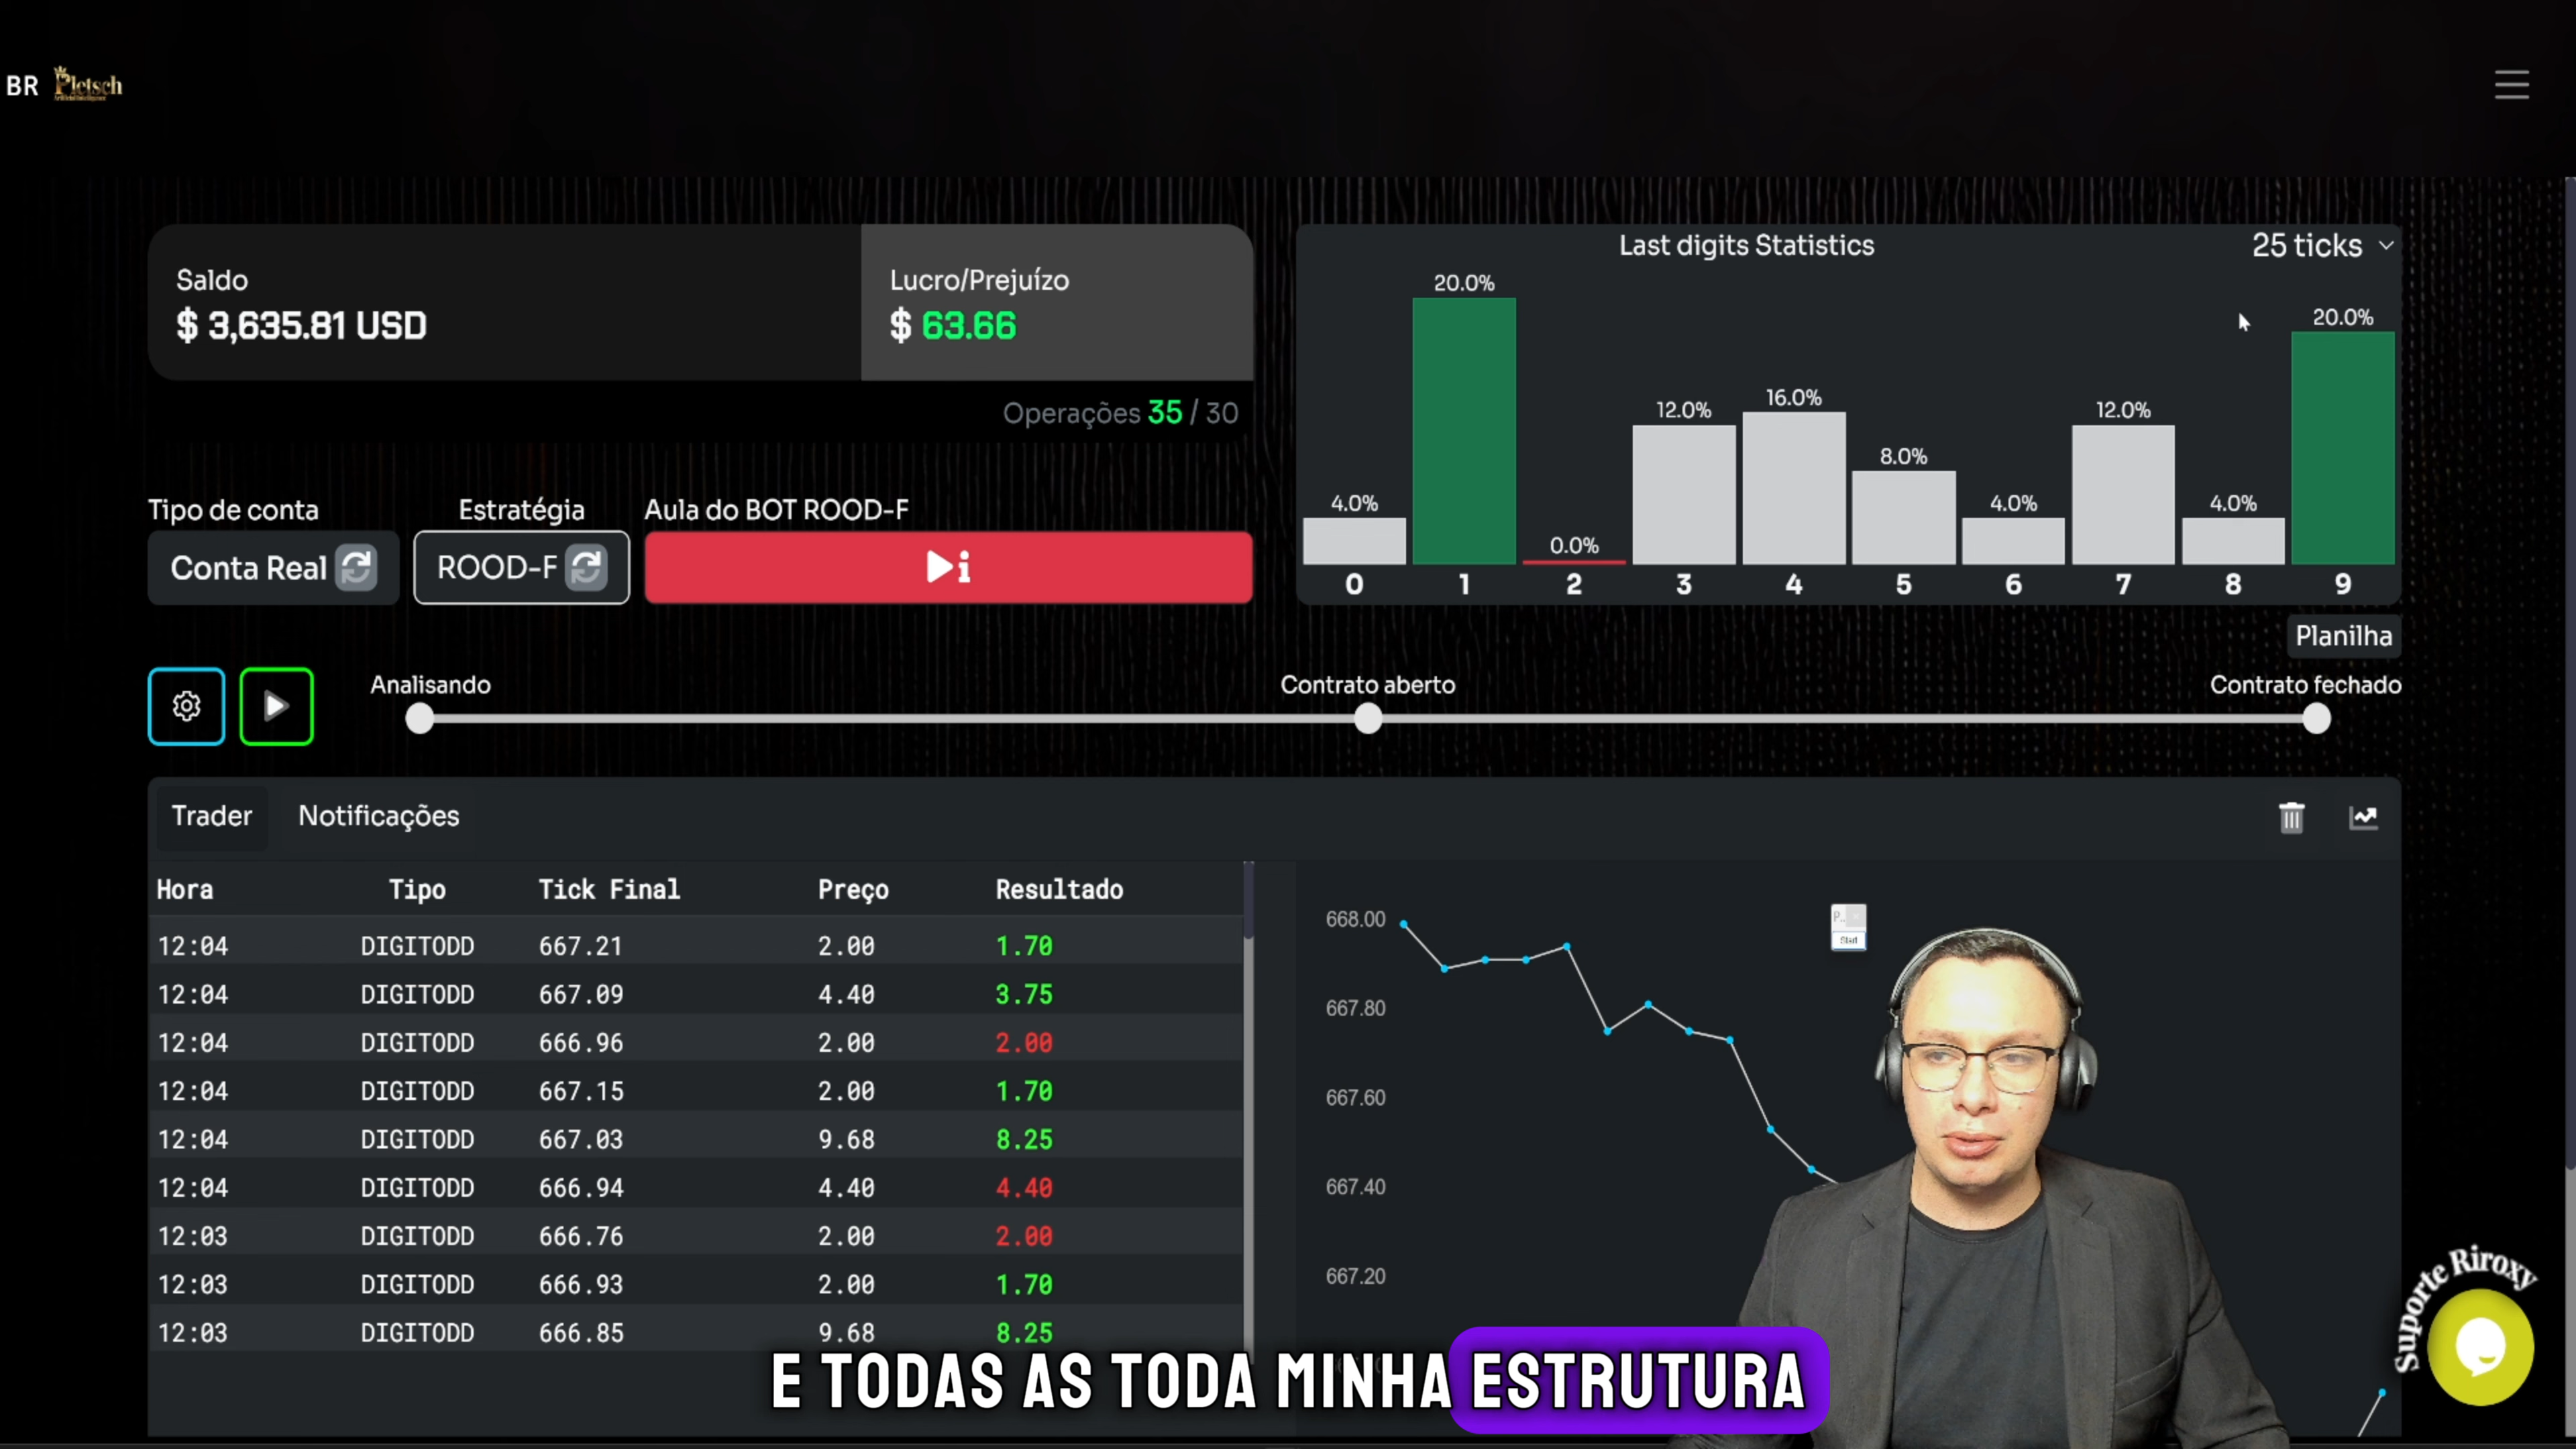 BR Pletsch
Saldo
$ 3,635.81 USD
Lucro/Prejuízo
$ 63.66
Operações 35 / 30
Last digits Statistics
25 ticks
4.0% 20.0% 0.0% 12.0% 16.0% 8.0% 4.0% 12.0% 4.0% 20.0%
0 1 2 3 4 5 6 7 8 9
Planilha
Tipo de conta
Conta Real
Estratégia
ROOD-F
Aula do BOT ROOD-F
Analisando
Contrato aberto
Contrato fechado
Trader
Notificações
Hora Tipo Tick Final Preço Resultado
12:04 DIGITODD 667.21 2.00 1.70
12:04 DIGITODD 667.09 4.40 3.75
12:04 DIGITODD 666.96 2.00 2.00
12:04 DIGITODD 667.15 2.00 1.70
12:04 DIGITODD 667.03 9.68 8.25
12:04 DIGITODD 666.94 4.40 4.40
12:03 DIGITODD 666.76 2.00 2.00
12:03 DIGITODD 666.93 2.00 1.70
12:03 DIGITODD 666.85 9.68 8.25
668.00
667.80
667.60
667.40
667.20
P..
Start
Suporte Riroxy
E TODAS AS TODA MINHA ESTRUTURA